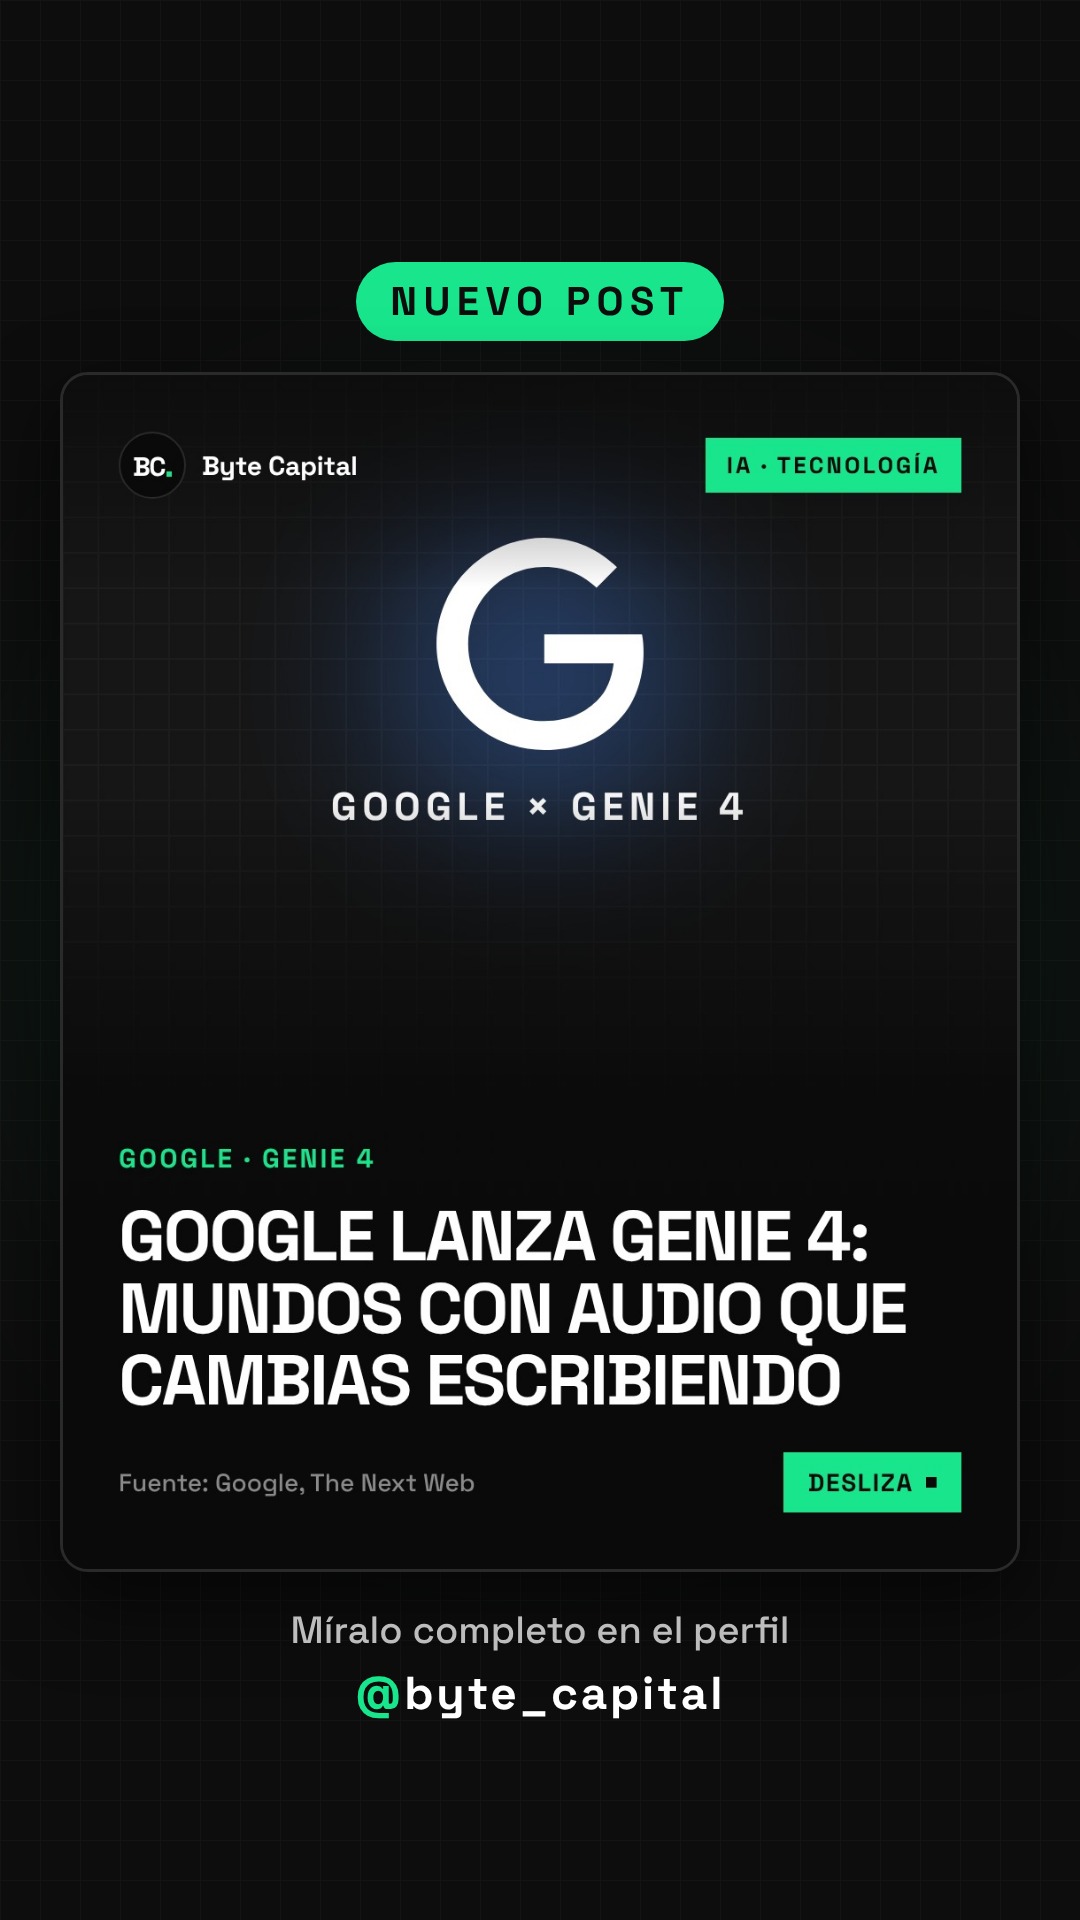 NUEVO POST
BC.
Byte Capital
IA · TECNOLOGÍA
G
GOOGLE × GENIE 4
GOOGLE · GENIE 4
GOOGLE LANZA GENIE 4:
MUNDOS CON AUDIO QUE
CAMBIAS ESCRIBIENDO
Fuente: Google, The Next Web
DESLIZA
Míralo completo en el perfil
@byte_capital